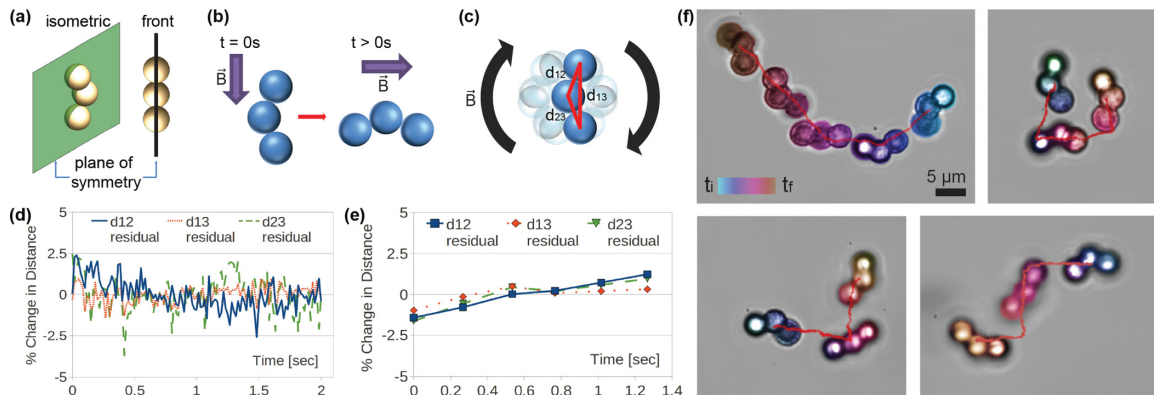 (a)
isometric
front
plane of
symmetry
(b)
t = 0s
B
t > 0s
B
(c)
B
d12
d13
d23
(d)
% Change in Distance
5
2.5
0
-2.5
-5
d12
residual
d13
residual
d23
residual
Time [sec]
0
0.5
1
1.5
2
(e)
% Change in Distance
5
2.5
0
-2.5
-5
d12
residual
d13
residual
d23
residual
Time [sec]
0
0.2
0.4
0.6
0.8
1
1.2
1.4
(f)
ti
tf
5 μm